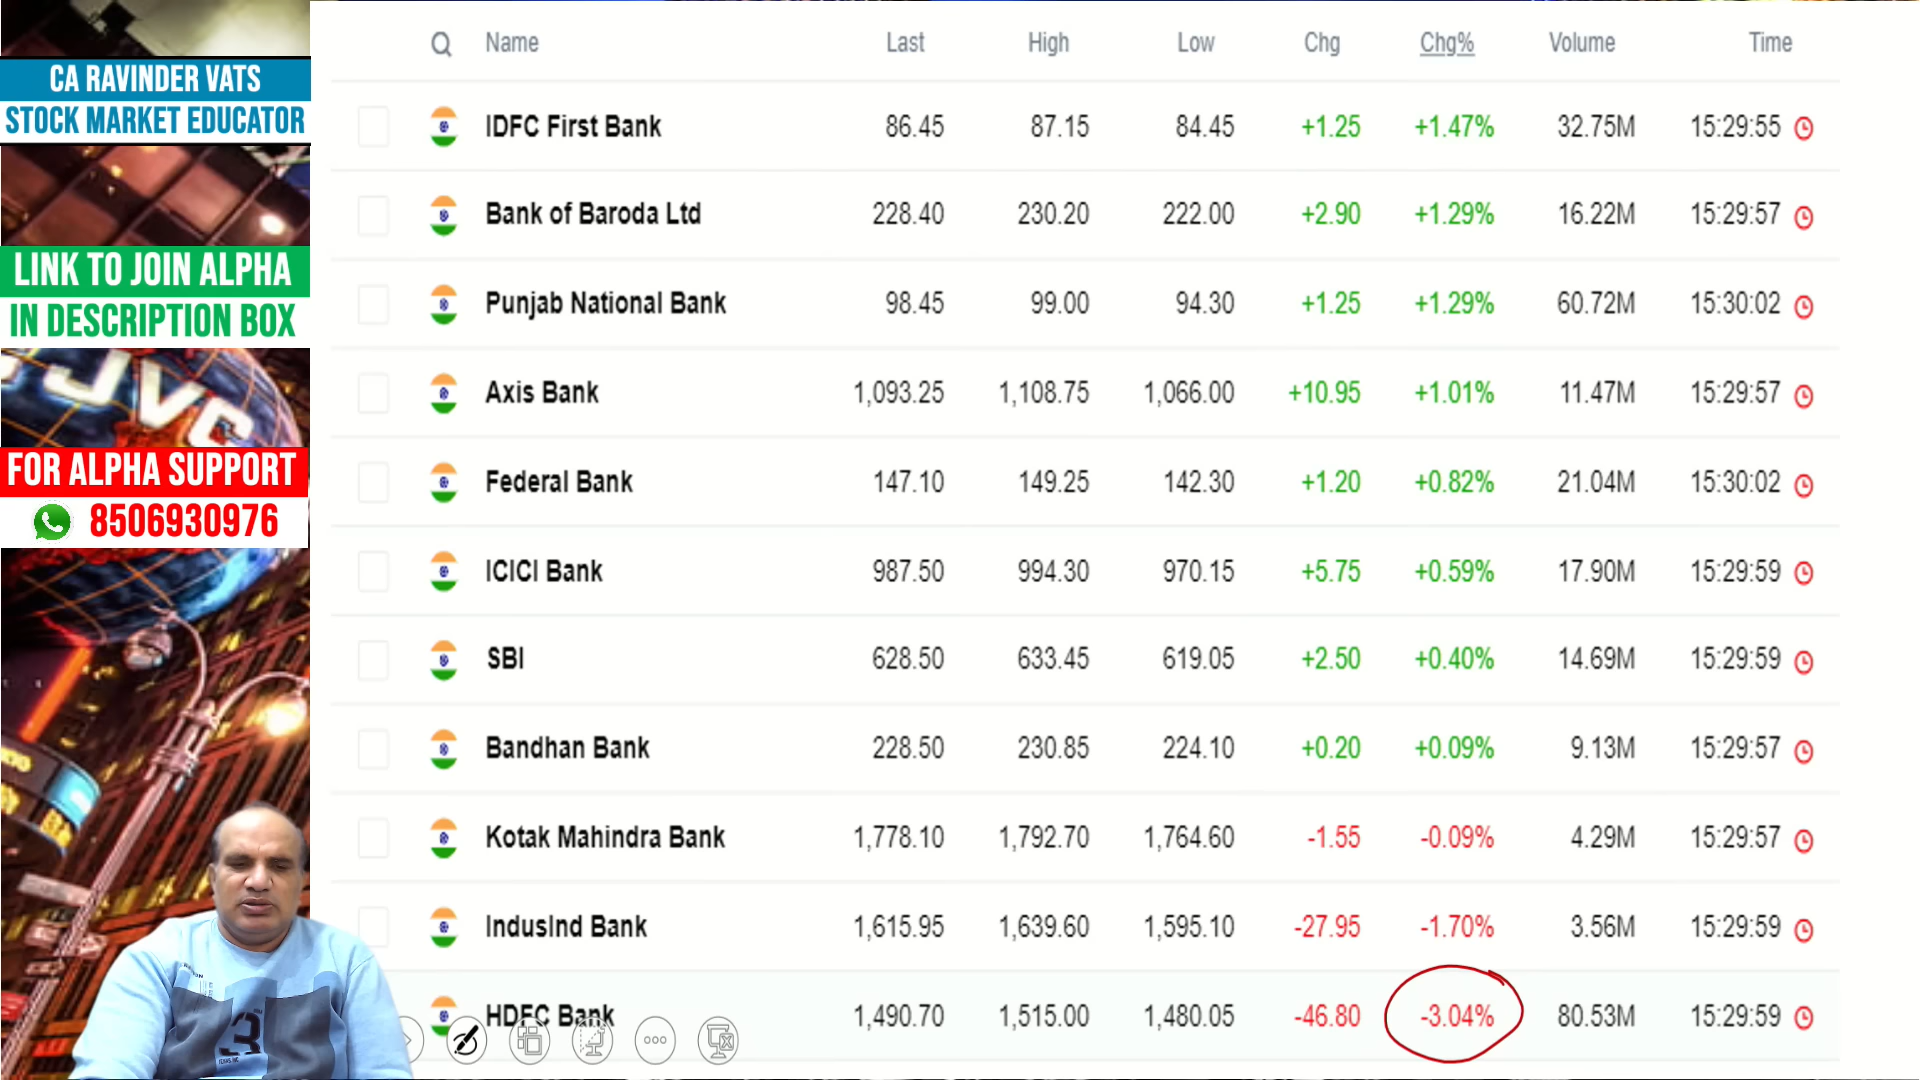 CA RAVINDER VATS
STOCK MARKET EDUCATOR
LINK TO JOIN ALPHA
IN DESCRIPTION BOX
JVC
FOR ALPHA SUPPORT
8506930976
Name Last High Low Chg Chg% Volume Time
IDFC First Bank 86.45 87.15 84.45 +1.25 +1.47% 32.75M 15:29:55
Bank of Baroda Ltd 228.40 230.20 222.00 +2.90 +1.29% 16.22M 15:29:57
Punjab National Bank 98.45 99.00 94.30 +1.25 +1.29% 60.72M 15:30:02
Axis Bank 1,093.25 1,108.75 1,066.00 +10.95 +1.01% 11.47M 15:29:57
Federal Bank 147.10 149.25 142.30 +1.20 +0.82% 21.04M 15:30:02
ICICI Bank 987.50 994.30 970.15 +5.75 +0.59% 17.90M 15:29:59
SBI 628.50 633.45 619.05 +2.50 +0.40% 14.69M 15:29:59
Bandhan Bank 228.50 230.85 224.10 +0.20 +0.09% 9.13M 15:29:57
Kotak Mahindra Bank 1,778.10 1,792.70 1,764.60 -1.55 -0.09% 4.29M 15:29:57
IndusInd Bank 1,615.95 1,639.60 1,595.10 -27.95 -1.70% 3.56M 15:29:59
HDFC Bank 1,490.70 1,515.00 1,480.05 -46.80 -3.04% 80.53M 15:29:59
3